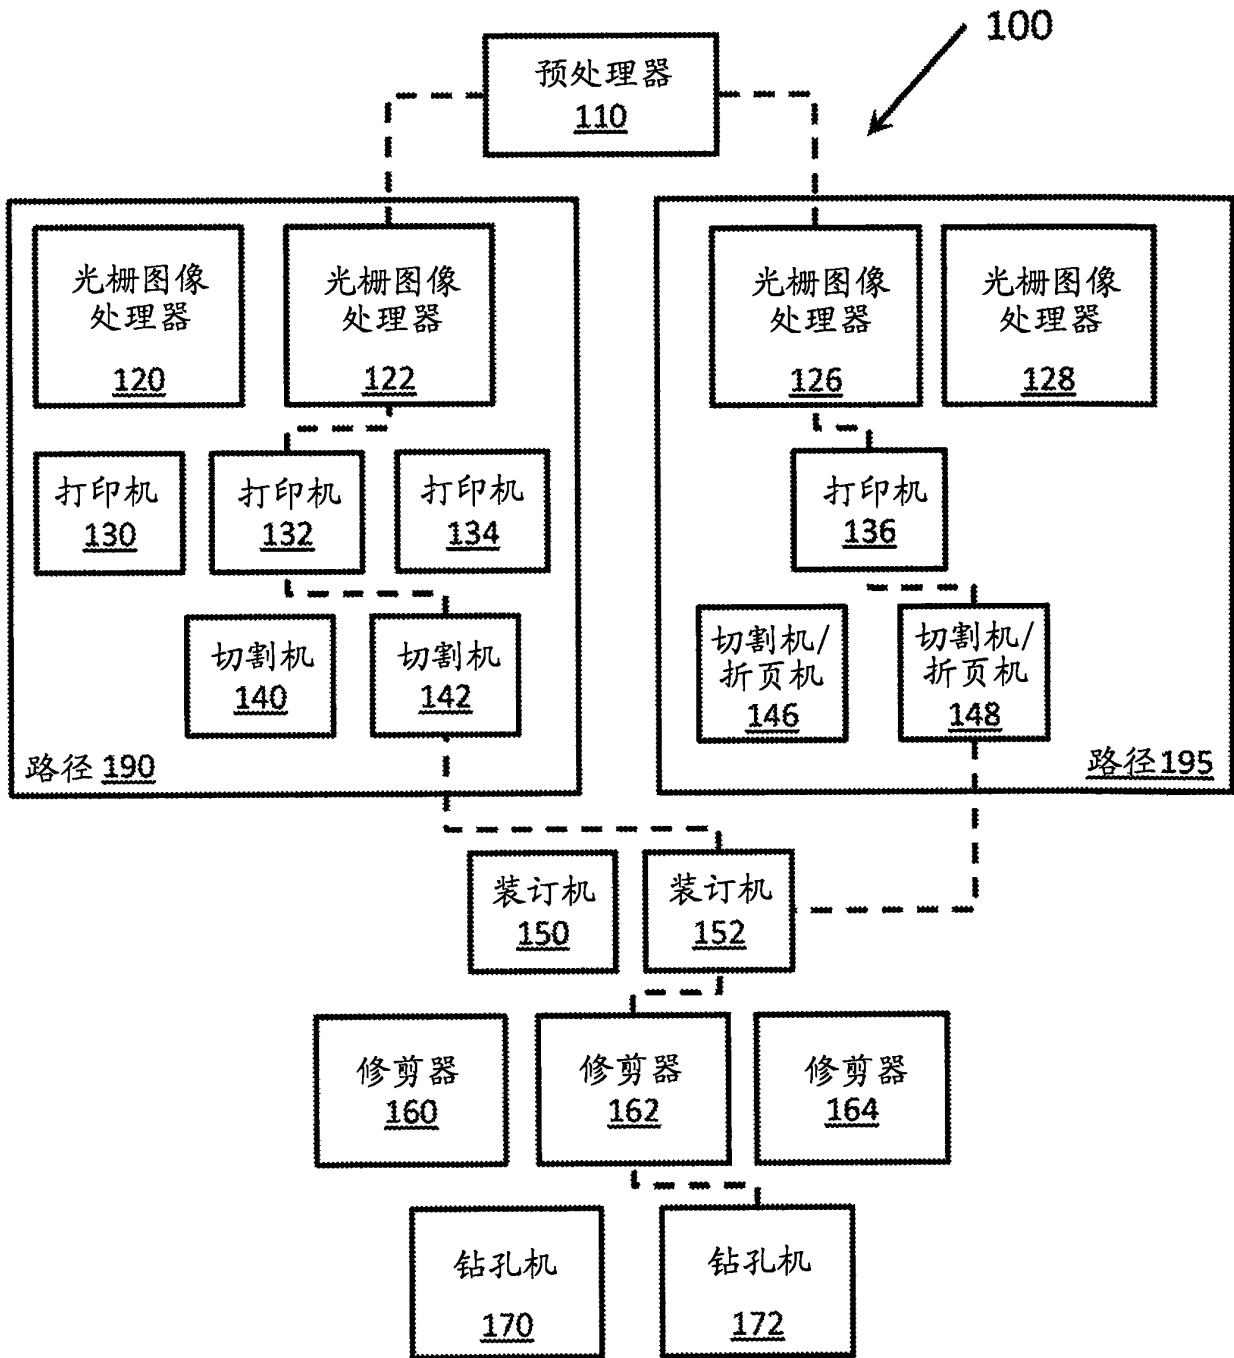 100
预处理器
110
光栅图像
处理器
120
光栅图像
处理器
122
光栅图像
处理器
126
光栅图像
处理器
128
打印机
130
打印机
132
打印机
134
打印机
136
切割机
140
切割机
142
切割机/
折页机
146
切割机/
折页机
148
路径 190
路径195
装订机
150
装订机
152
修剪器
160
修剪器
162
修剪器
164
钻孔机
170
钻孔机
172